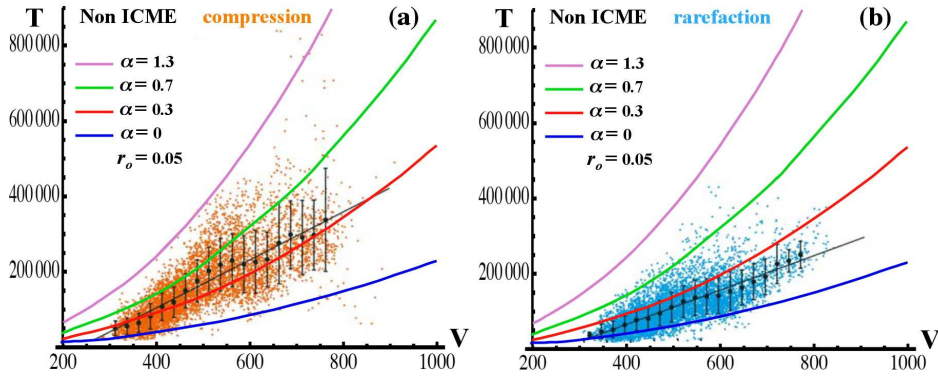 T Non ICME compression (a)
800 000
α = 1.3
α = 0.7
600 000
α = 0.3
α = 0
rₒ = 0.05
400 000
200 000
V
200 400 600 800 1000
T Non ICME rarefaction (b)
800 000
α = 1.3
α = 0.7
600 000
α = 0.3
α = 0
rₒ = 0.05
400 000
200 000
V
200 400 600 800 1000